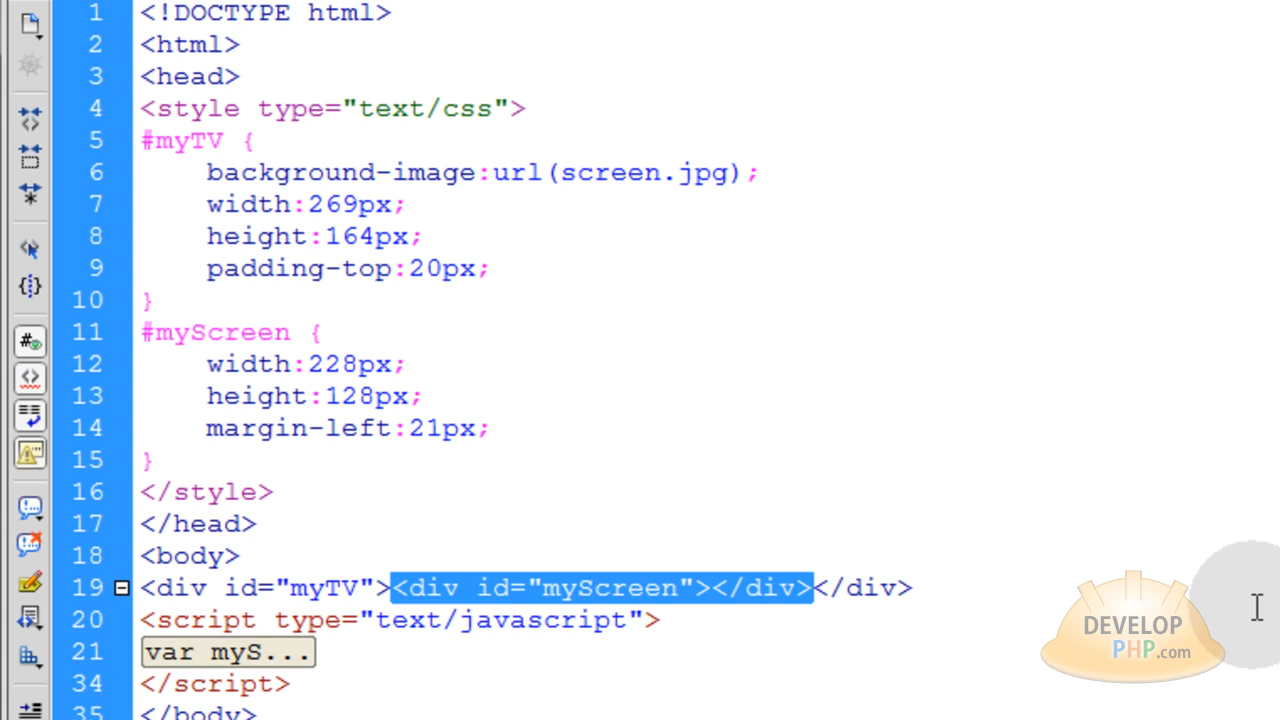 1 <!DOCTYPE html>
2 <html>
3 <head>
4 <style type="text/css">
5 #myTV {
6 background-image:url(screen.jpg);
7 width:269px;
8 height:164px;
9 padding-top:20px;
10 }
11 #myScreen {
12 width:228px;
13 height:128px;
14 margin-left:21px;
15 }
16 </style>
17 </head>
18 <body>
19 <div id="myTV"><div id="myScreen"></div></div>
20 <script type="text/javascript">
21 var myS...
34 </script>
35 </body>
DEVELOP
PHP.com